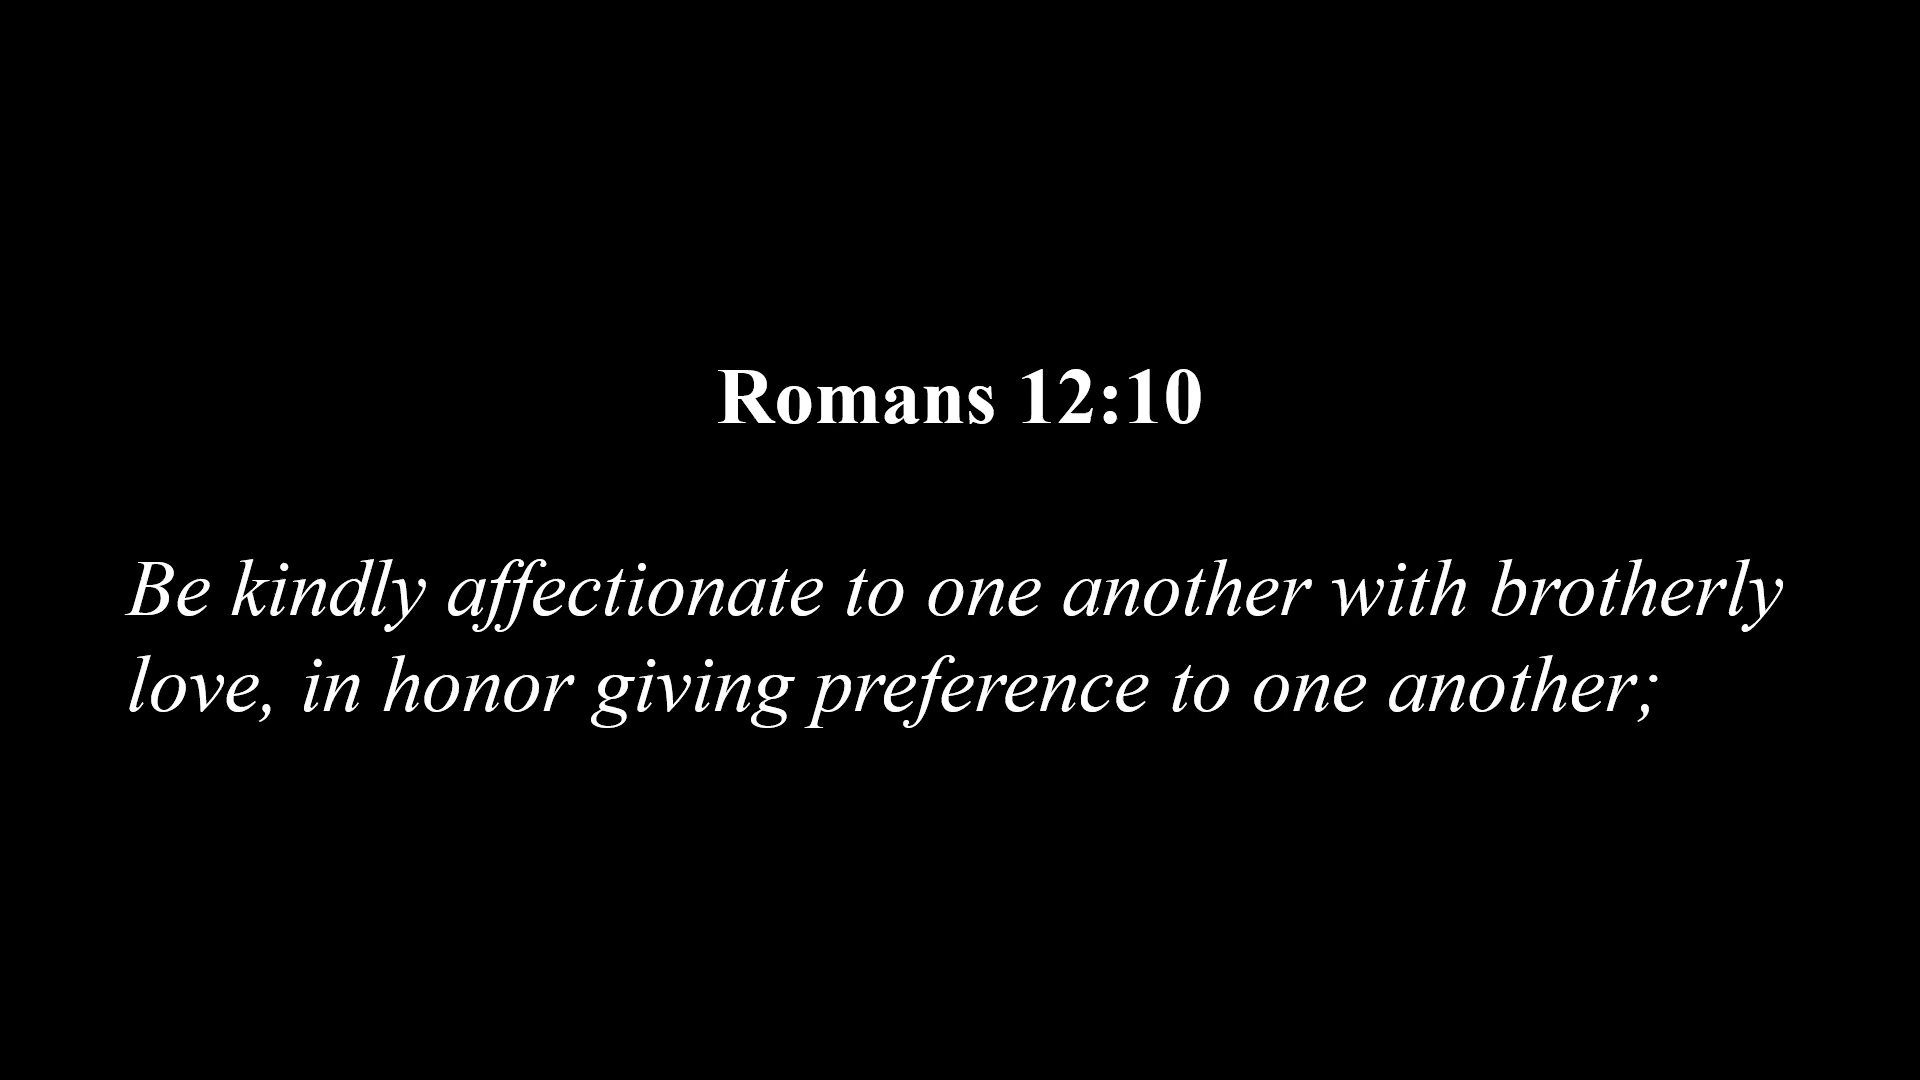 Romans 12:10
Be kindly affectionate to one another with brotherly
love, in honor giving preference to one another;